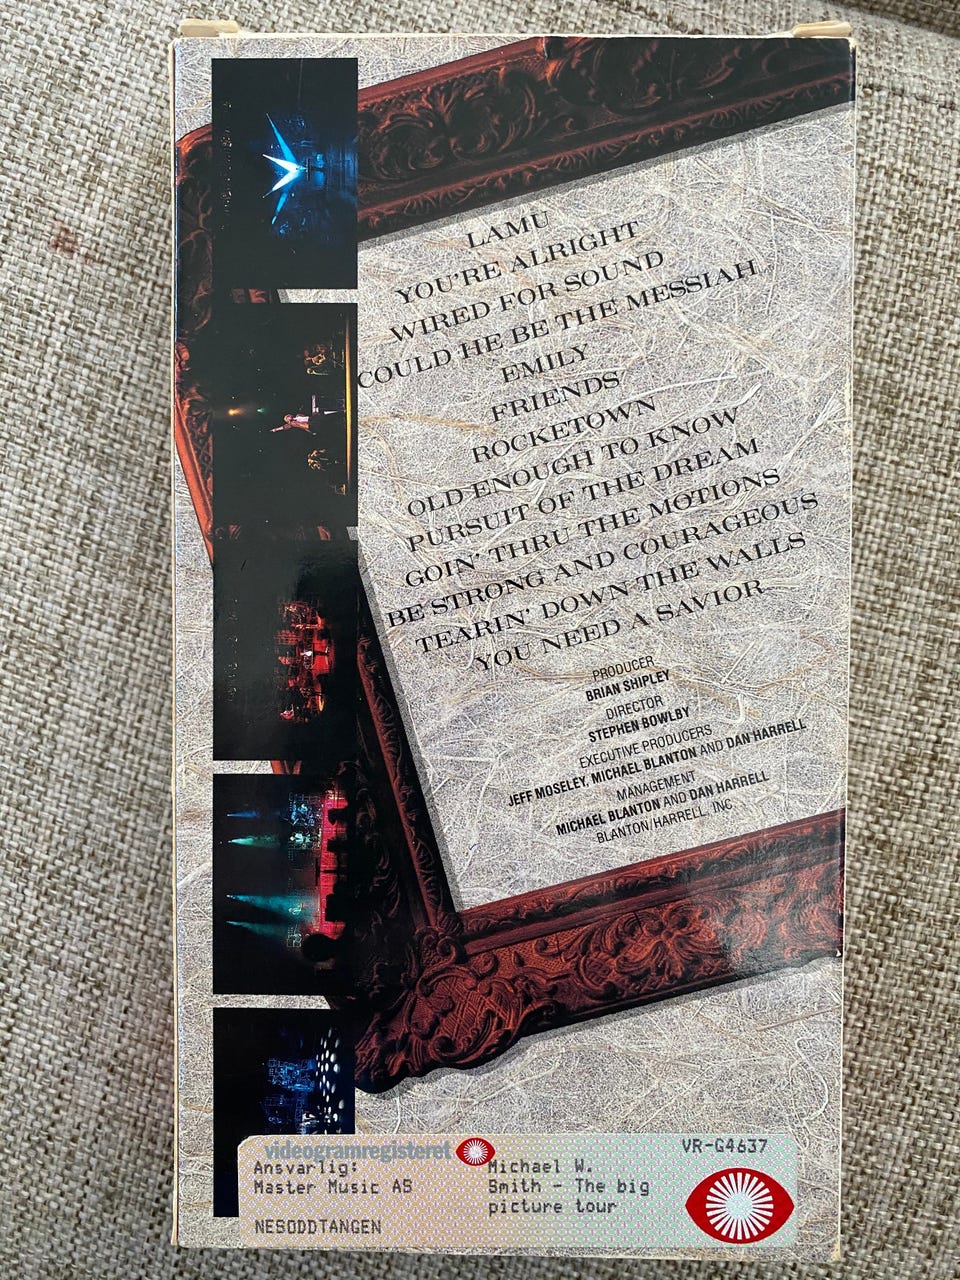 LAMU
YOU'RE ALRIGHT
WIRED FOR SOUND
COULD HE BE THE MESSIAH
EMILY
FRIENDS
ROCKETOWN
OLD ENOUGH TO KNOW
PURSUIT OF THE DREAM
GOIN' THRU THE MOTIONS
BE STRONG AND COURAGEOUS
TEARIN' DOWN THE WALLS
YOU NEED A SAVIOR
PRODUCER
BRIAN SHIPLEY
DIRECTOR
STEPHEN BOWLBY
EXECUTIVE PRODUCERS
JEFF MOSELEY, MICHAEL BLANTON AND DAN HARRELL
MANAGEMENT
MICHAEL BLANTON AND DAN HARRELL
BLANTON/HARRELL, INC.
videogramregisteret
VR-G4637
Ansvarlig:
Master Music AS
NESODDTANGEN
Michael W.
Smith - The big
picture tour